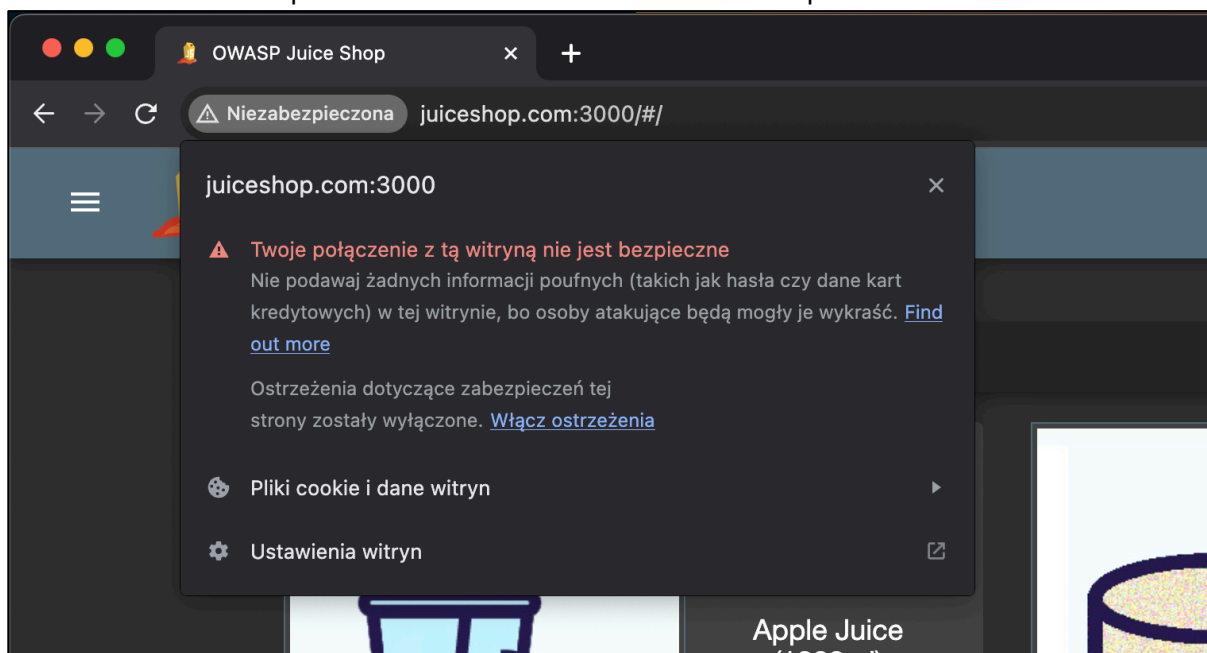 OWASP Juice Shop
Niezabezpieczona juiceshop.com:3000/#/
juiceshop.com:3000
Twoje połączenie z tą witryną nie jest bezpieczne
Nie podawaj żadnych informacji poufnych (takich jak hasła czy dane kart
kredytowych) w tej witrynie, bo osoby atakujące będą mogły je wykraść. Find
out more
Ostrzeżenia dotyczące zabezpieczeń tej
strony zostały wyłączone. Włącz ostrzeżenia
Pliki cookie i dane witryn
Ustawienia witryn
Apple Juice